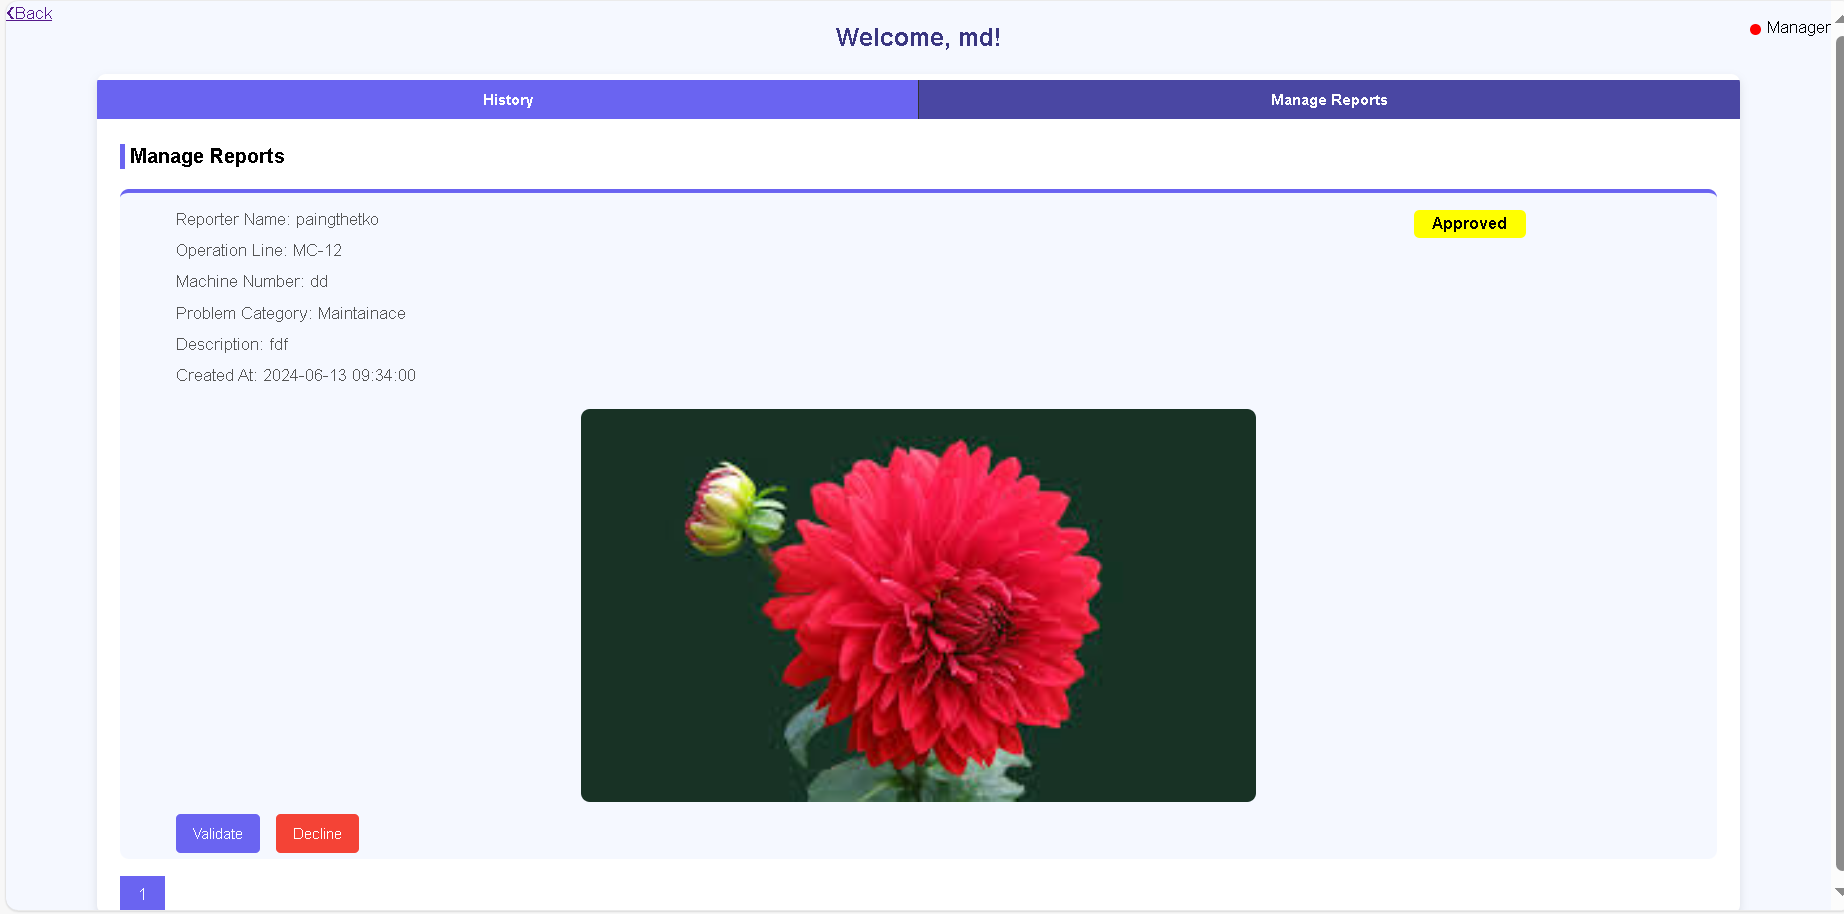 ❮Back
Welcome, md!
Manager
History
Manage Reports
Manage Reports
Reporter Name: paingthetko
Approved
Operation Line: MC-12
Machine Number: dd
Problem Category: Maintainace
Description: fdf
Created At: 2024-06-13 09:34:00
Validate
Decline
1